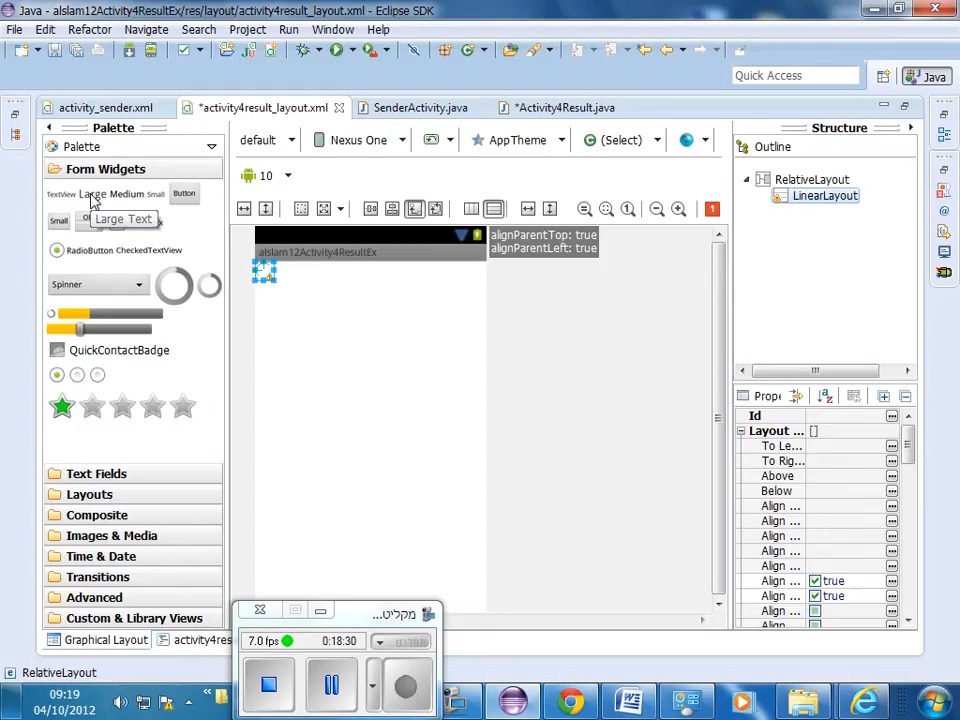 Java - alslam12Activity4ResultEx/res/layout/activity4result_layout.xml - Eclipse SDK
File Edit Refactor Navigate Search Project Run Window Help
Quick Access Java
activity_sender.xml *activity4result_layout.xml SenderActivity.java *Activity4Result.java
Palette Structure
Palette default Nexus One AppTheme (Select) Outline
Form Widgets 10 RelativeLayout
TextView Large Medium Small Button LinearLayout
Large Text
Small
1
alignParentTop: true
alignParentLeft: true
alslam12Activity4ResultEx
RadioButton CheckedTextView
Spinner
QuickContactBadge
Prope
Id
Layout ... []
To Le...
To Rig...
Above
Below
Align ...
Align ...
Align ...
Align ...
Align ...
Align ... true
Align ... true
Align ...
Text Fields
Layouts
Composite
Images & Media
Time & Date
Transitions
Advanced
Custom & Library Views
Graphical Layout activity4res
מקליט...
7.0 fps 0:18:30
RelativeLayout
09:19
04/10/2012